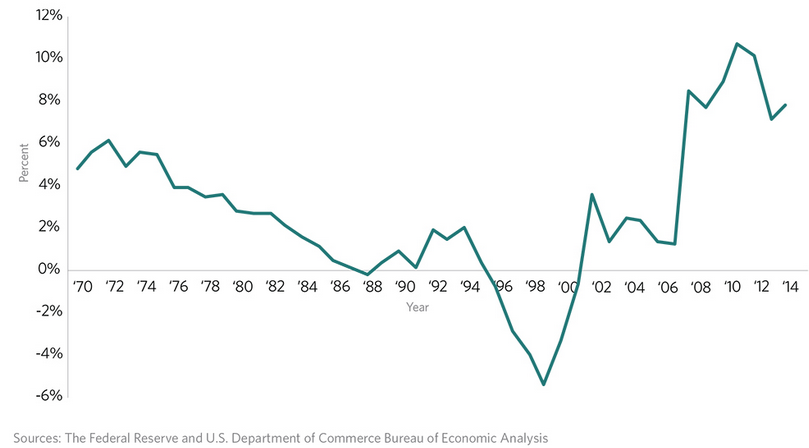 12%
10%
8%
6%
4%
2%
0%
-2%
-4%
-6%
Percent
‘70 ‘72 ‘74 ‘76 ‘78 ‘80 ‘82 ‘84 ‘86 ‘88 ‘90 ‘92 ‘94 ‘96 ‘98 ‘00 ‘02 ‘04 ‘06 ‘08 ‘10 ‘12 ‘14
Year
Sources: The Federal Reserve and U.S. Department of Commerce Bureau of Economic Analysis